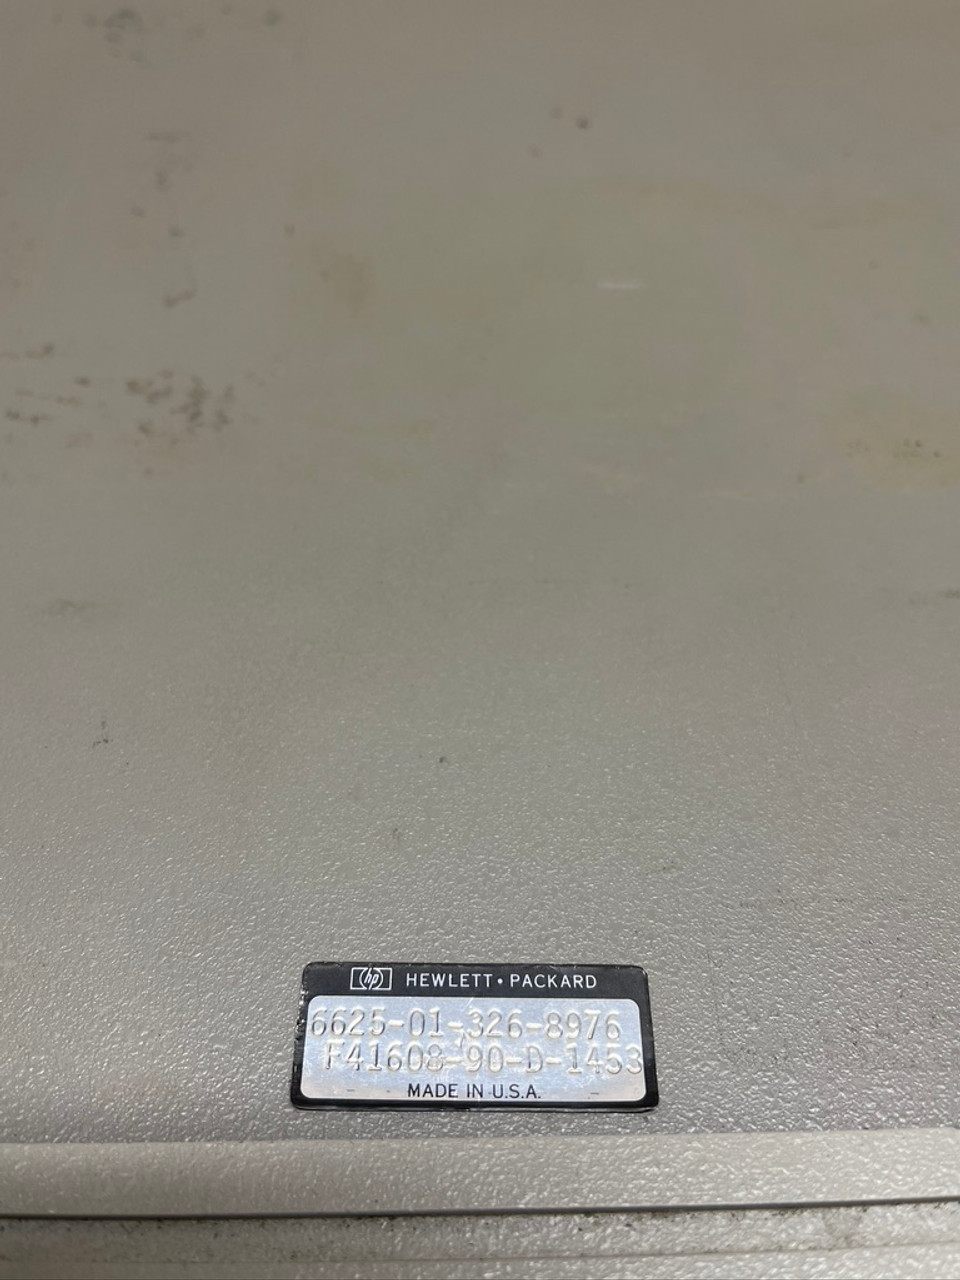 hp HEWLETT • PACKARD
6625-01-326-8976
F41608-90-D-1453
MADE IN U.S.A.